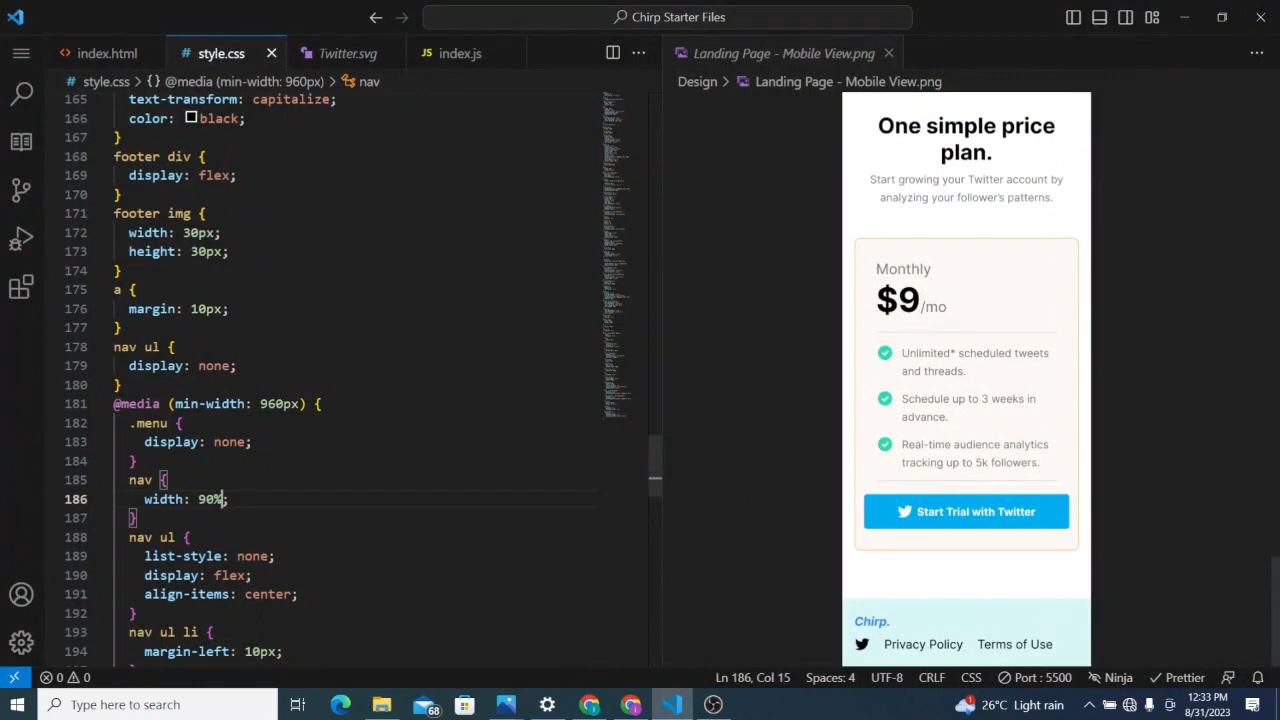 Chirp Starter Files
index.html
style.css
Twitter.svg
index.js
Landing Page - Mobile View.png
style.css > {} @media (min-width: 960px) > nav
Design > Landing Page - Mobile View.png
165 text-transform: capitalize;
166 color: black;
167 }
168 footer div {
169 display: flex;
170 }
171 footer img {
172 width: 30px;
173 height: 30px;
174 }
175 a {
176 margin: 10px;
177 }
178 nav ul {
179 display: none;
180 }
181 @media (min-width: 960px) {
182 .menu {
183 display: none;
184 }
185 nav {
186 width: 90%;
187 }
188 nav ul {
189 list-style: none;
190 display: flex;
191 align-items: center;
192 }
193 nav ul li {
194 margin-left: 10px;
One simple price
plan.
Start growing your Twitter account by
analyzing your follower's patterns.
Monthly
$9/mo
Unlimited* scheduled tweets
and threads.
Schedule up to 3 weeks in
advance.
Real-time audience analytics
tracking up to 5k followers.
Start Trial with Twitter
Chirp.
Privacy Policy Terms of Use
0 0
Ln 186, Col 15 Spaces: 4 UTF-8 CRLF CSS Port : 5500 Ninja Prettier
Type here to search
68
1
26°C Light rain
12:33 PM
8/31/2023